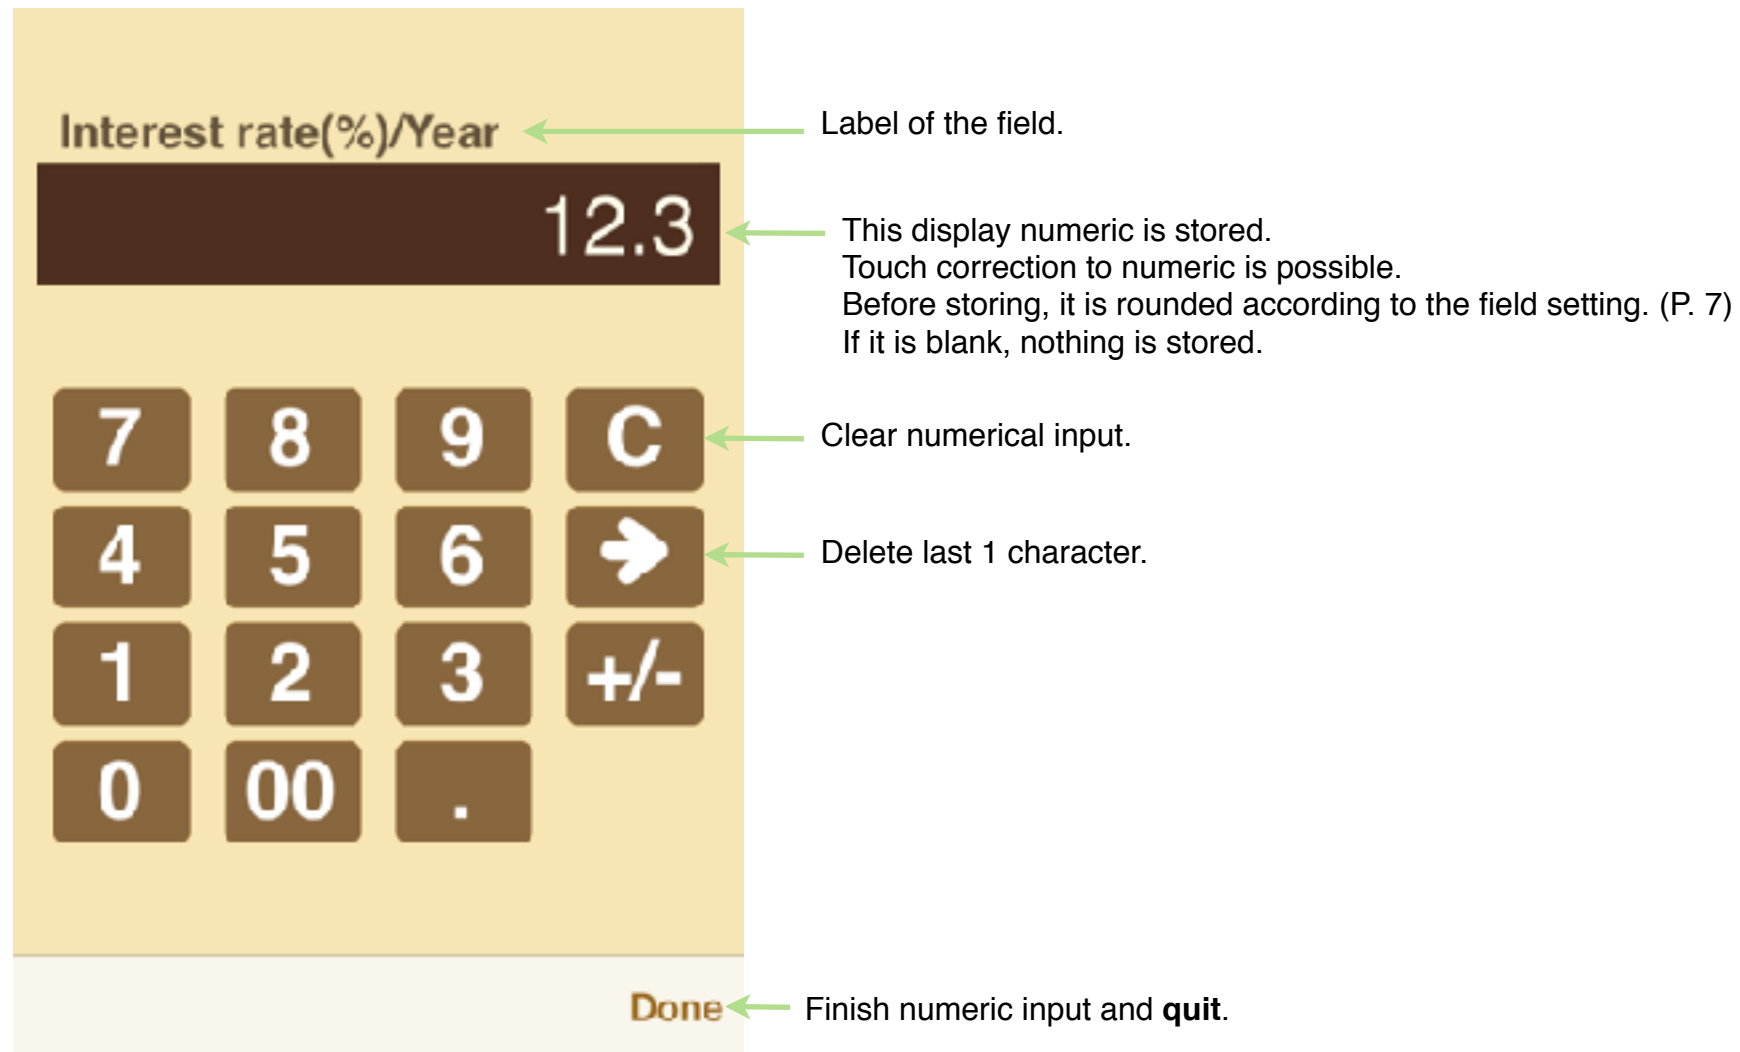 Interest rate(%)/Year
Label of the field.
12.3
This display numeric is stored.
Touch correction to numeric is possible.
Before storing, it is rounded according to the field setting. (P. 7)
If it is blank, nothing is stored.
7 8 9 C
Clear numerical input.
4 5 6 →
Delete last 1 character.
1 2 3 +/-
0 00 .
Done
Finish numeric input and quit.